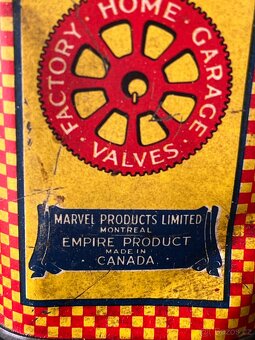 FACTORY · HOME · GARAGE
· VALVES ·
MARVEL PRODUCTS LIMITED
MONTREAL
EMPIRE PRODUCT
MADE IN
CANADA